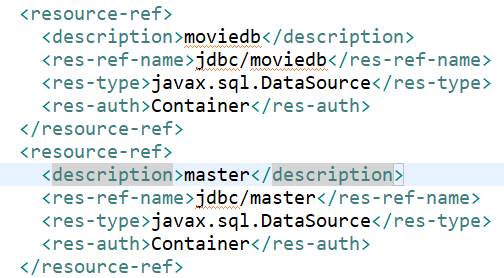 <resource-ref>
<description>moviedb</description>
<res-ref-name>jdbc/moviedb</res-ref-name>
<res-type>javax.sql.DataSource</res-type>
<res-auth>Container</res-auth>
</resource-ref>
<resource-ref>
<description>master</description>
<res-ref-name>jdbc/master</res-ref-name>
<res-type>javax.sql.DataSource</res-type>
<res-auth>Container</res-auth>
</resource-ref>